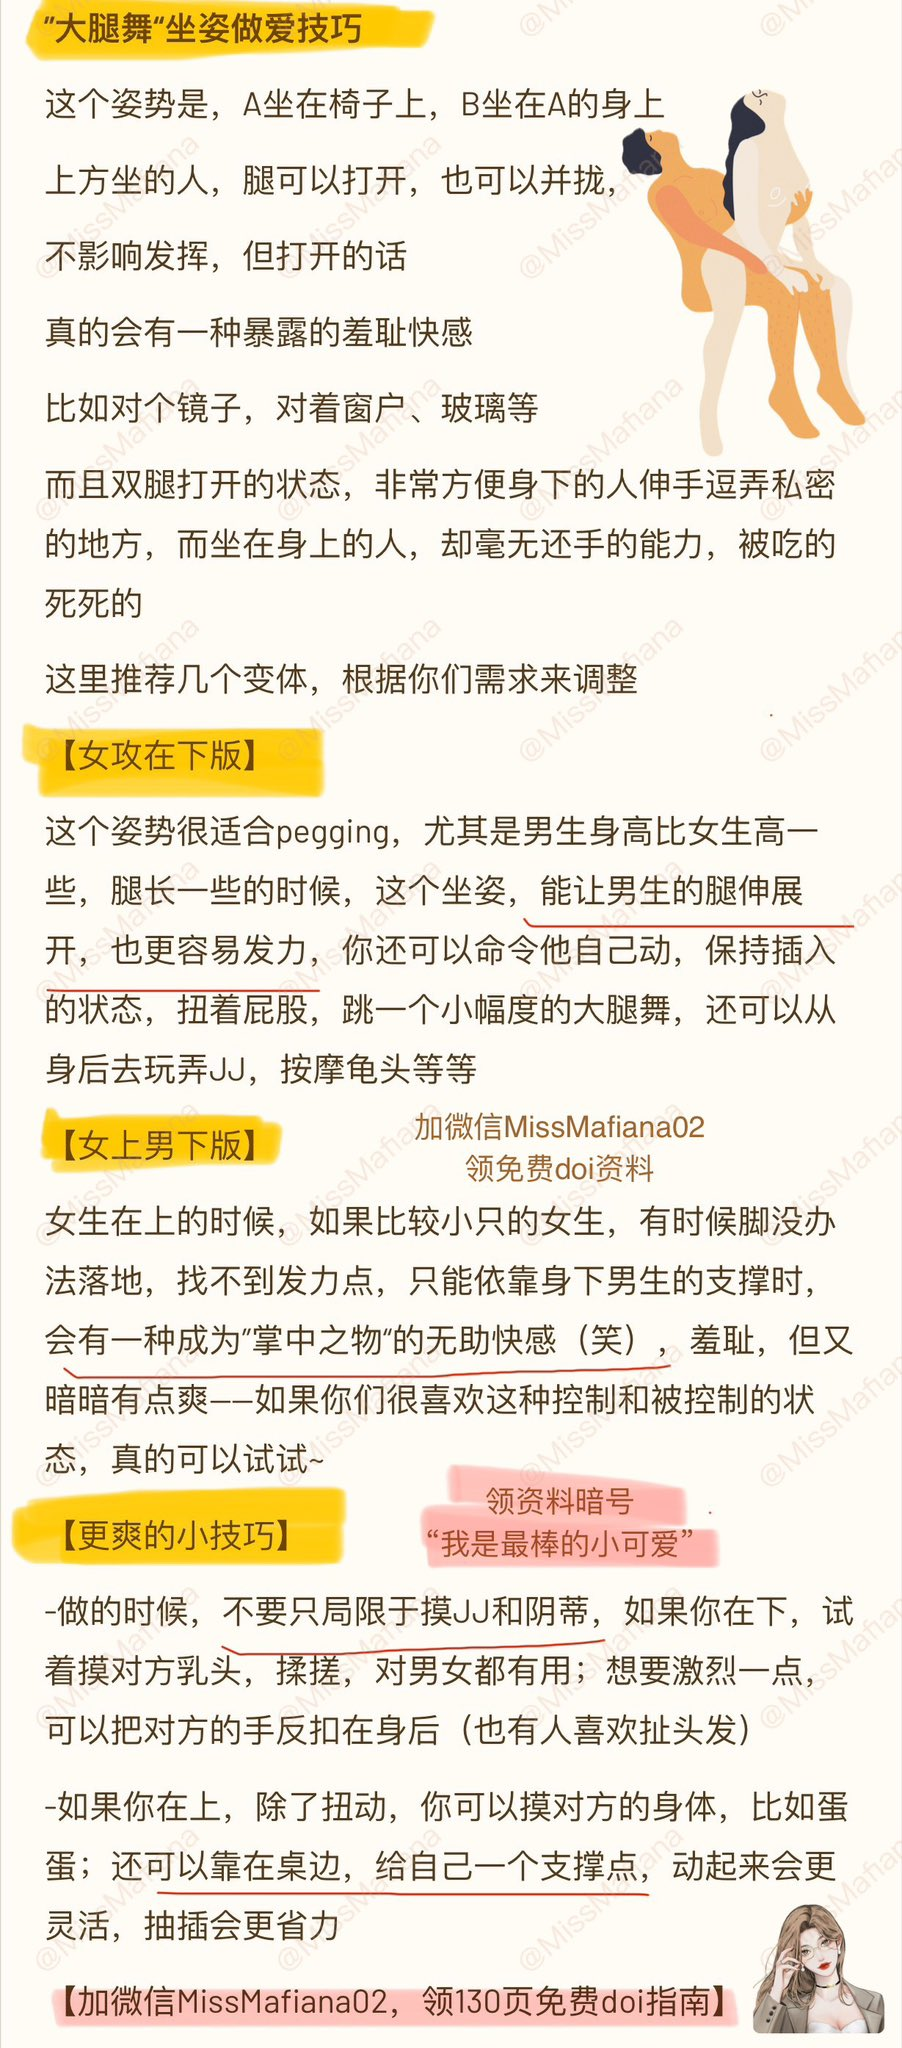 ”大腿舞“坐姿做爱技巧
这个姿势是，A坐在椅子上，B坐在A的身上
上方坐的人，腿可以打开，也可以并拢，
不影响发挥，但打开的话
真的会有一种暴露的羞耻快感
比如对个镜子，对着窗户、玻璃等
而且双腿打开的状态，非常方便身下的人伸手逗弄私密
的地方，而坐在身上的人，却毫无还手的能力，被吃的
死死的
这里推荐几个变体，根据你们需求来调整
【女攻在下版】
这个姿势很适合pegging，尤其是男生身高比女生高一
些，腿长一些的时候，这个坐姿，能让男生的腿伸展
开，也更容易发力，你还可以命令他自己动，保持插入
的状态，扭着屁股，跳一个小幅度的大腿舞，还可以从
身后去玩弄JJ，按摩龟头等等
【女上男下版】
加微信MissMafiana02
领免费doi资料
女生在上的时候，如果比较小只的女生，有时候脚没办
法落地，找不到发力点，只能依靠身下男生的支撑时，
会有一种成为”掌中之物“的无助快感（笑），羞耻，但又
暗暗有点爽——如果你们很喜欢这种控制和被控制的状
态，真的可以试试~
【更爽的小技巧】
领资料暗号
“我是最棒的小可爱”
-做的时候，不要只局限于摸JJ和阴蒂，如果你在下，试
着摸对方乳头，揉搓，对男女都有用；想要激烈一点，
可以把对方的手反扣在身后（也有人喜欢扯头发）
-如果你在上，除了扭动，你可以摸对方的身体，比如蛋
蛋；还可以靠在桌边，给自己一个支撑点，动起来会更
灵活，抽插会更省力
【加微信MissMafiana02，领130页免费doi指南】
@MissMafiana